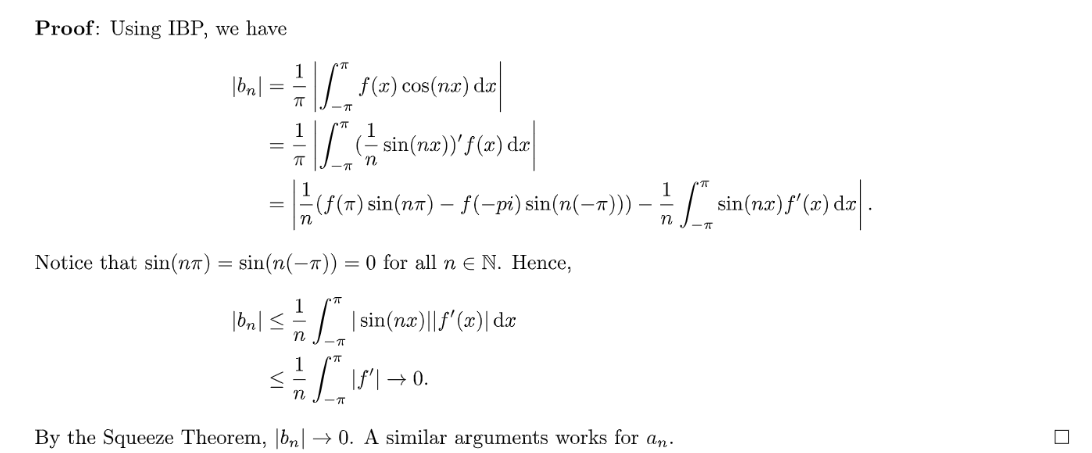 Proof: Using IBP, we have
|b_n| = \frac{1}{\pi} \left| \int_{-\pi}^{\pi} f(x) \cos(nx) \, dx \right|
= \frac{1}{\pi} \left| \int_{-\pi}^{\pi} (\frac{1}{n} \sin(nx))' f(x) \, dx \right|
= \left| \frac{1}{n} (f(\pi) \sin(n\pi) - f(-pi) \sin(n(-\pi))) - \frac{1}{n} \int_{-\pi}^{\pi} \sin(nx) f'(x) \, dx \right|.
Notice that sin(nπ) = sin(n(−π)) = 0 for all n ∈ ℕ. Hence,
|b_n| \leq \frac{1}{n} \int_{-\pi}^{\pi} |\sin(nx)||f'(x)| \, dx
\leq \frac{1}{n} \int_{-\pi}^{\pi} |f'| \to 0.
By the Squeeze Theorem, |b_n| → 0. A similar arguments works for a_n. □